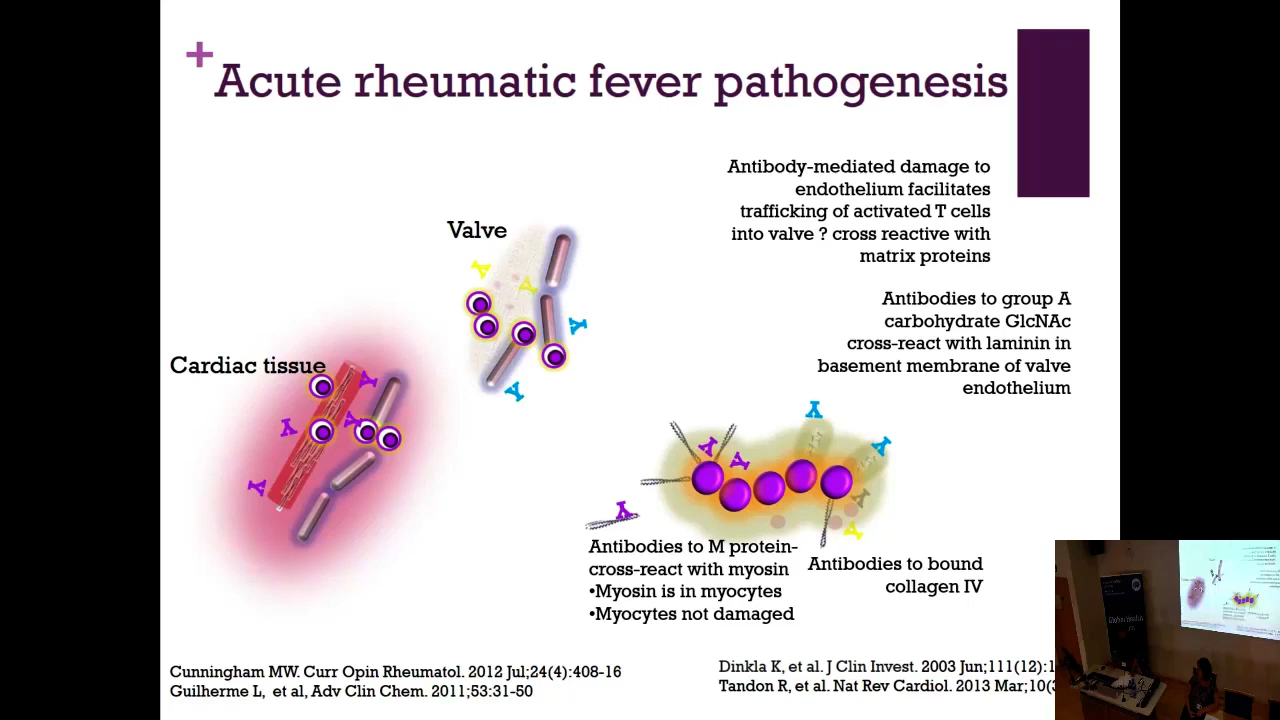 +
Acute rheumatic fever pathogenesis
Antibody-mediated damage to
endothelium facilitates
trafficking of activated T cells
into valve ? cross reactive with
matrix proteins
Valve
Antibodies to group A
carbohydrate GlcNAc
cross-react with laminin in
basement membrane of valve
endothelium
Cardiac tissue
Antibodies to M protein-
cross-react with myosin
•Myosin is in myocytes
•Myocytes not damaged
Antibodies to bound
collagen IV
Cunningham MW. Curr Opin Rheumatol. 2012 Jul;24(4):408-16
Guilherme L, et al, Adv Clin Chem. 2011;53:31-50
Dinkla K, et al. J Clin Invest. 2003 Jun;111(12):1
Tandon R, et al. Nat Rev Cardiol. 2013 Mar;10(3